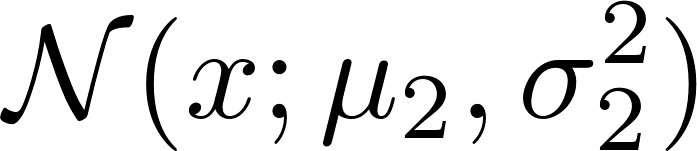 𝒩(x; μ₂, σ₂²)